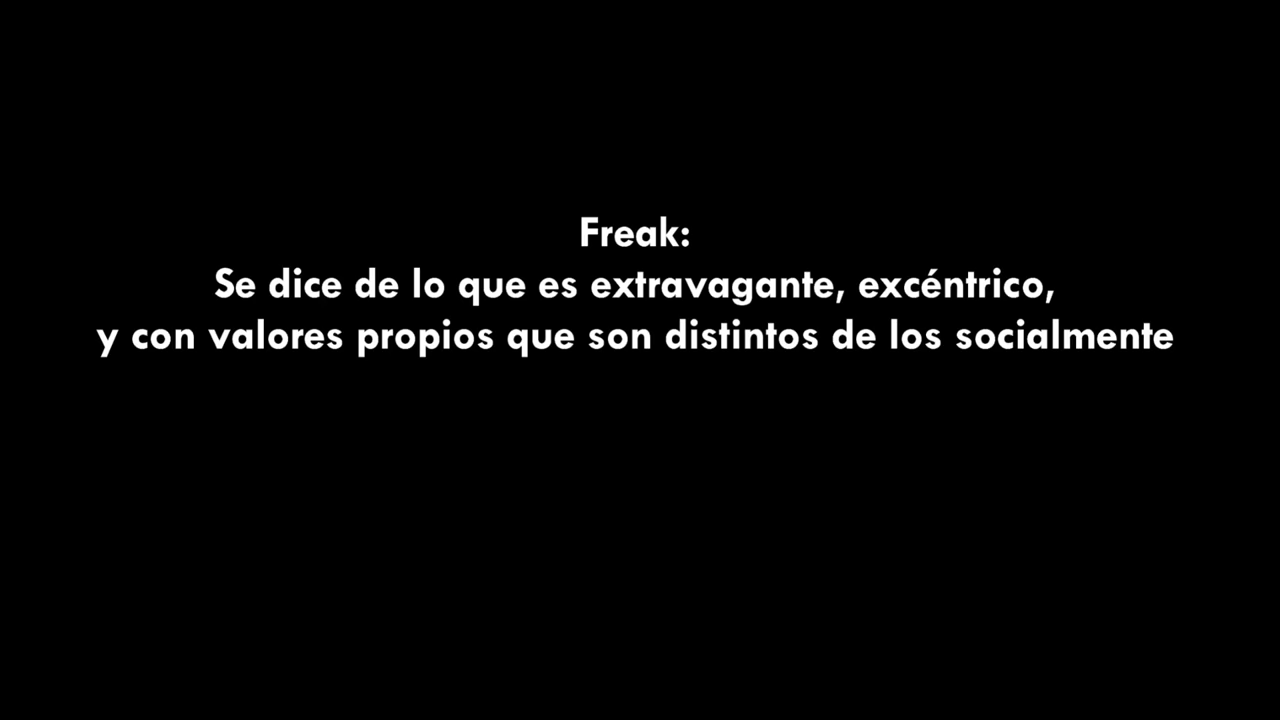 Freak:
Se dice de lo que es extravagante, excéntrico,
y con valores propios que son distintos de los socialmente